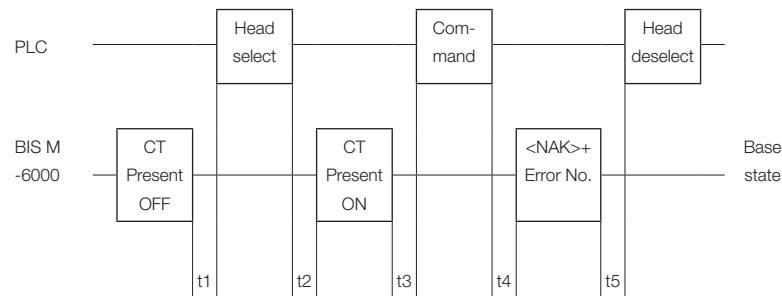 PLC
Head
select
Com-
mand
Head
deselect
BIS M
-6000
CT
Present
OFF
CT
Present
ON
<NAK>+
Error No.
Base
state
t1
t2
t3
t4
t5